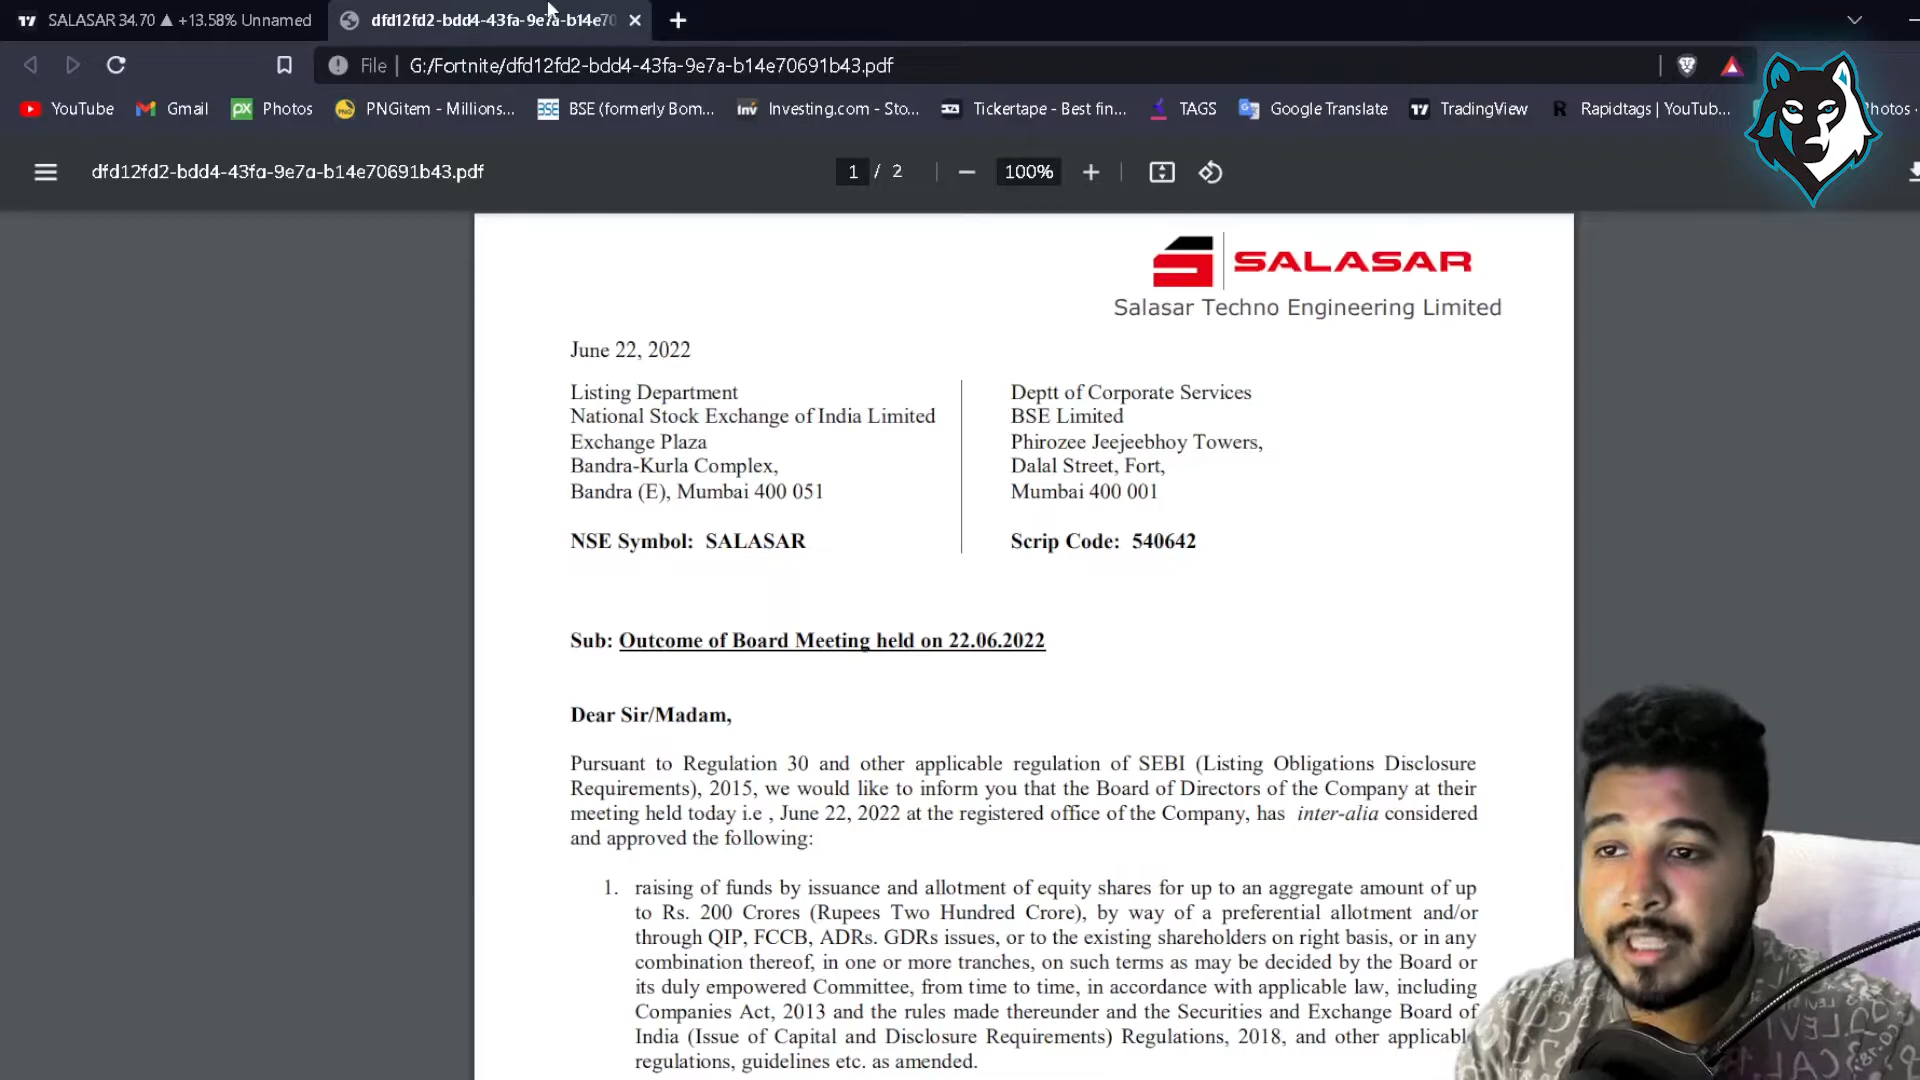 SALASAR 34.70 ▲ +13.58% Unnamed
dfd12fd2-bdd4-43fa-9e7a-b14e70
File | G:/Fortnite/dfd12fd2-bdd4-43fa-9e7a-b14e70691b43.pdf
YouTube Gmail Photos PNGitem - Millions... BSE (formerly Bom... Investing.com - Sto... Tickertape - Best fin... TAGS Google Translate TradingView Rapidtags | YouTub... Photos
dfd12fd2-bdd4-43fa-9e7a-b14e70691b43.pdf
1 / 2
100%
SALASAR
Salasar Techno Engineering Limited
June 22, 2022
Listing Department
National Stock Exchange of India Limited
Exchange Plaza
Bandra-Kurla Complex,
Bandra (E), Mumbai 400 051
NSE Symbol: SALASAR
Deptt of Corporate Services
BSE Limited
Phirozee Jeejeebhoy Towers,
Dalal Street, Fort,
Mumbai 400 001
Scrip Code: 540642
Sub: Outcome of Board Meeting held on 22.06.2022
Dear Sir/Madam,
Pursuant to Regulation 30 and other applicable regulation of SEBI (Listing Obligations Disclosure
Requirements), 2015, we would like to inform you that the Board of Directors of the Company at their
meeting held today i.e , June 22, 2022 at the registered office of the Company, has inter-alia considered
and approved the following:
1. raising of funds by issuance and allotment of equity shares for up to an aggregate amount of up
to Rs. 200 Crores (Rupees Two Hundred Crore), by way of a preferential allotment and/or
through QIP, FCCB, ADRs. GDRs issues, or to the existing shareholders on right basis, or in any
combination thereof, in one or more tranches, on such terms as may be decided by the Board or
its duly empowered Committee, from time to time, in accordance with applicable law, including
Companies Act, 2013 and the rules made thereunder and the Securities and Exchange Board of
India (Issue of Capital and Disclosure Requirements) Regulations, 2018, and other applicable
regulations, guidelines etc. as amended.